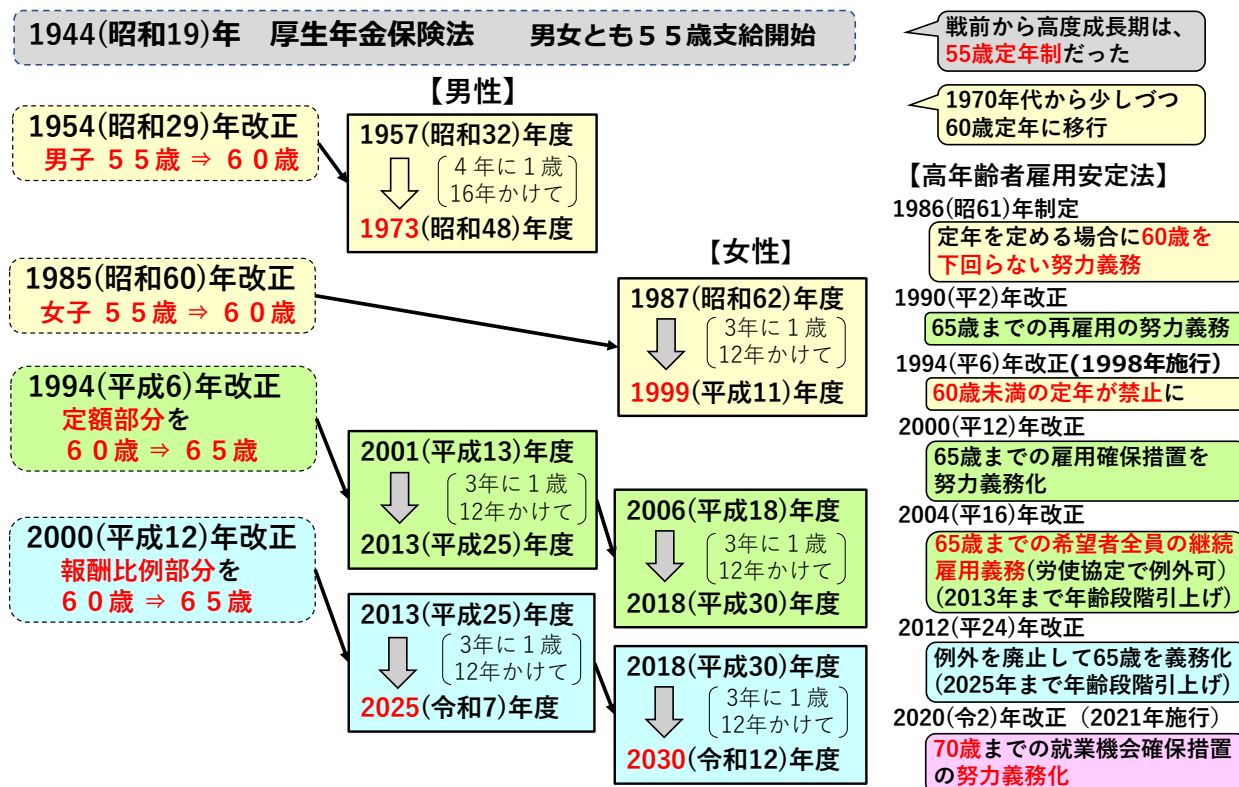 1944(昭和19)年 厚生年金保険法 男女とも５５歳支給開始
1954(昭和29)年改正
男子 ５５歳 ⇒ ６０歳
1985(昭和60)年改正
女子 ５５歳 ⇒ ６０歳
1994(平成6)年改正
定額部分を
６０歳 ⇒ ６５歳
2000(平成12)年改正
報酬比例部分を
６０歳 ⇒ ６５歳
【男性】
1957(昭和32)年度
４年に１歳
16年かけて
1973(昭和48)年度
2001(平成13)年度
3年に１歳
12年かけて
2013(平成25)年度
2013(平成25)年度
3年に１歳
12年かけて
2025(令和7)年度
【女性】
1987(昭和62)年度
3年に１歳
12年かけて
1999(平成11)年度
2006(平成18)年度
3年に１歳
12年かけて
2018(平成30)年度
2018(平成30)年度
3年に１歳
12年かけて
2030(令和12)年度
戦前から高度成長期は、
55歳定年制だった
1970年代から少しづつ
60歳定年に移行
【高年齢者雇用安定法】
1986(昭61)年制定
定年を定める場合に60歳を
下回らない努力義務
1990(平2)年改正
65歳までの再雇用の努力義務
1994(平6)年改正(1998年施行)
60歳未満の定年が禁止に
2000(平12)年改正
65歳までの雇用確保措置を
努力義務化
2004(平16)年改正
65歳までの希望者全員の継続
雇用義務(労使協定で例外可)
(2013年まで年齢段階引上げ)
2012(平24)年改正
例外を廃止して65歳を義務化
(2025年まで年齢段階引上げ)
2020(令2)年改正（2021年施行）
70歳までの就業機会確保措置
の努力義務化